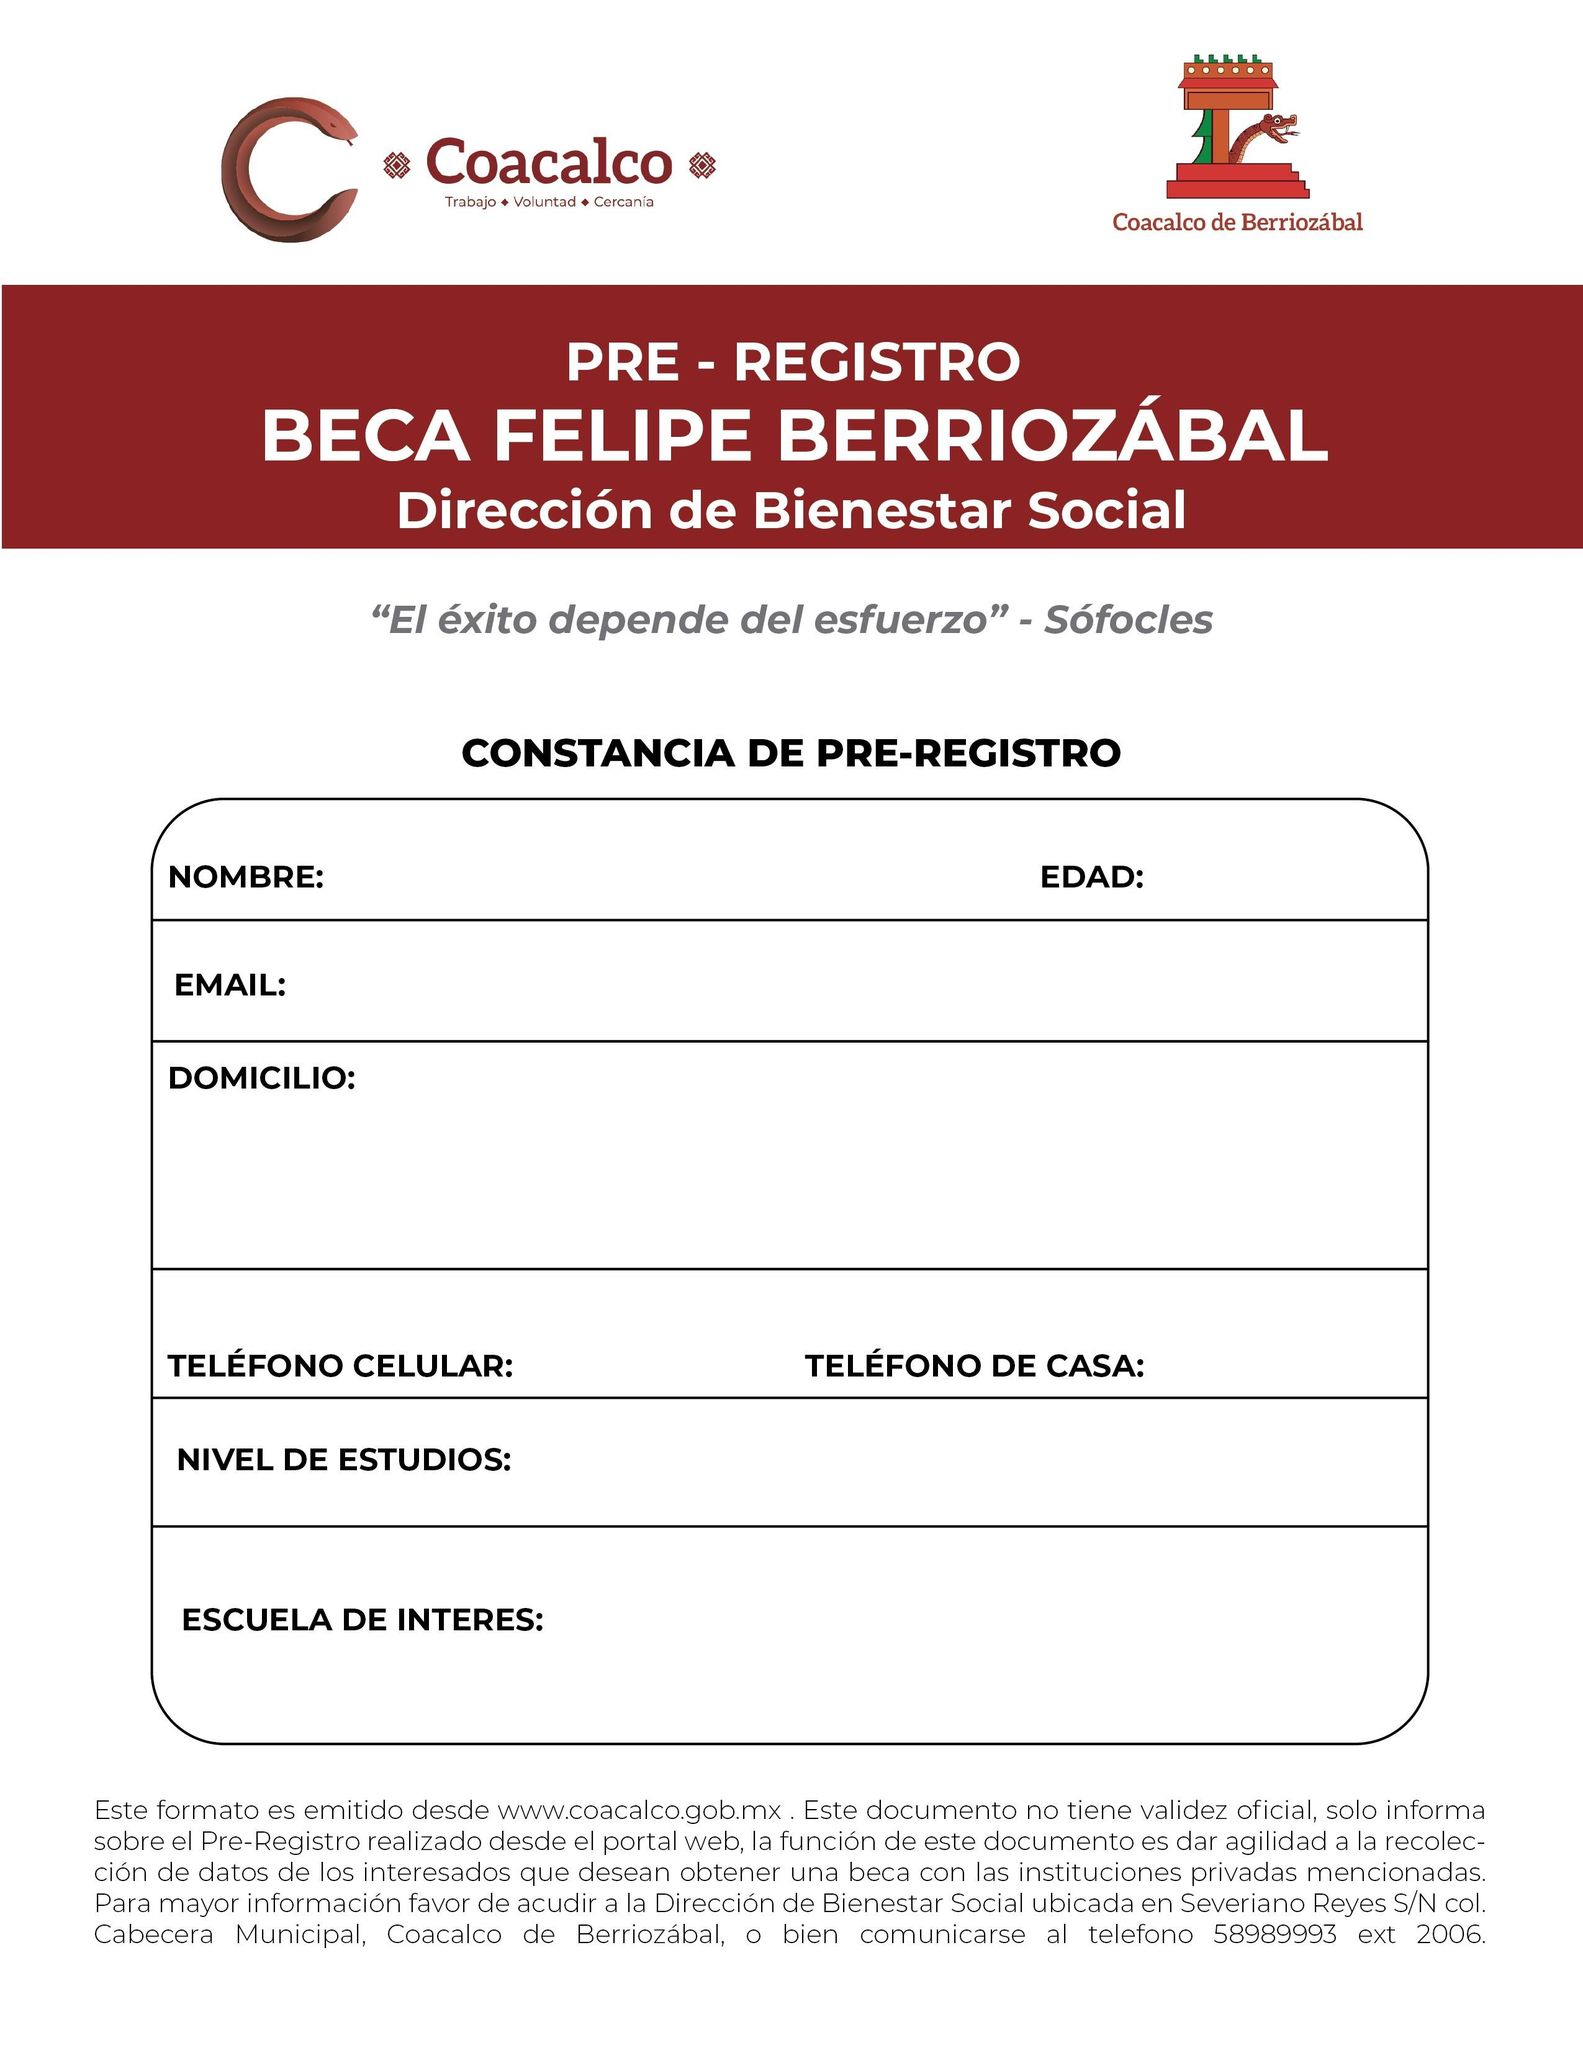 Coacalco
Trabajo ◆ Voluntad ◆ Cercanía
Coacalco de Berriozábal
PRE - REGISTRO
BECA FELIPE BERRIOZÁBAL
Dirección de Bienestar Social
“El éxito depende del esfuerzo” - Sófocles
CONSTANCIA DE PRE-REGISTRO
NOMBRE: EDAD:
EMAIL:
DOMICILIO:
TELÉFONO CELULAR: TELÉFONO DE CASA:
NIVEL DE ESTUDIOS:
ESCUELA DE INTERES:
Este formato es emitido desde www.coacalco.gob.mx . Este documento no tiene validez oficial, solo informa
sobre el Pre-Registro realizado desde el portal web, la función de este documento es dar agilidad a la recolec-
ción de datos de los interesados que desean obtener una beca con las instituciones privadas mencionadas.
Para mayor información favor de acudir a la Dirección de Bienestar Social ubicada en Severiano Reyes S/N col.
Cabecera Municipal, Coacalco de Berriozábal, o bien comunicarse al telefono 58989993 ext 2006.